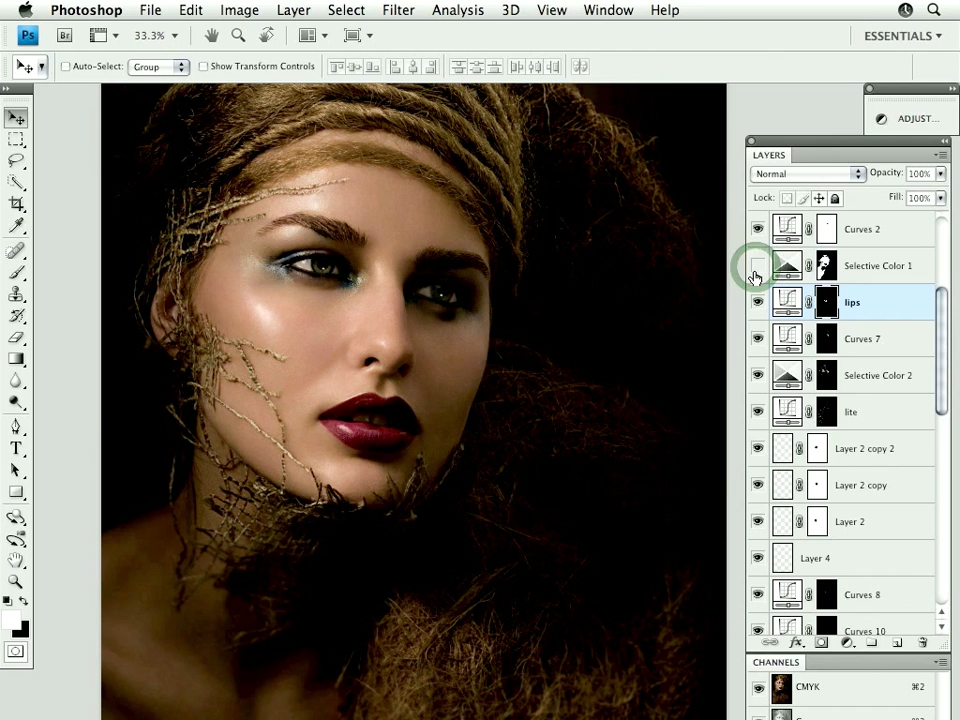 Photoshop File Edit Image Layer Select Filter Analysis 3D View Window Help
Ps Br 33.3% ESSENTIALS
Auto-Select: Group Show Transform Controls
ADJUST...
LAYERS
Normal Opacity: 100%
Lock: Fill: 100%
Curves 2
Selective Color 1
lips
Curves 7
Selective Color 2
lite
Layer 2 copy 2
Layer 2 copy
Layer 2
Layer 4
Curves 8
Curves 10
fx
CHANNELS
CMYK ⌘2
T